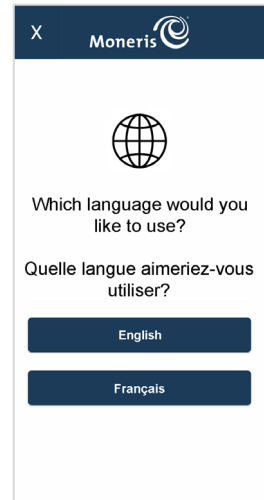 X
Moneris
Which language would you
like to use?
Quelle langue aimeriez-vous
utiliser?
English
Français